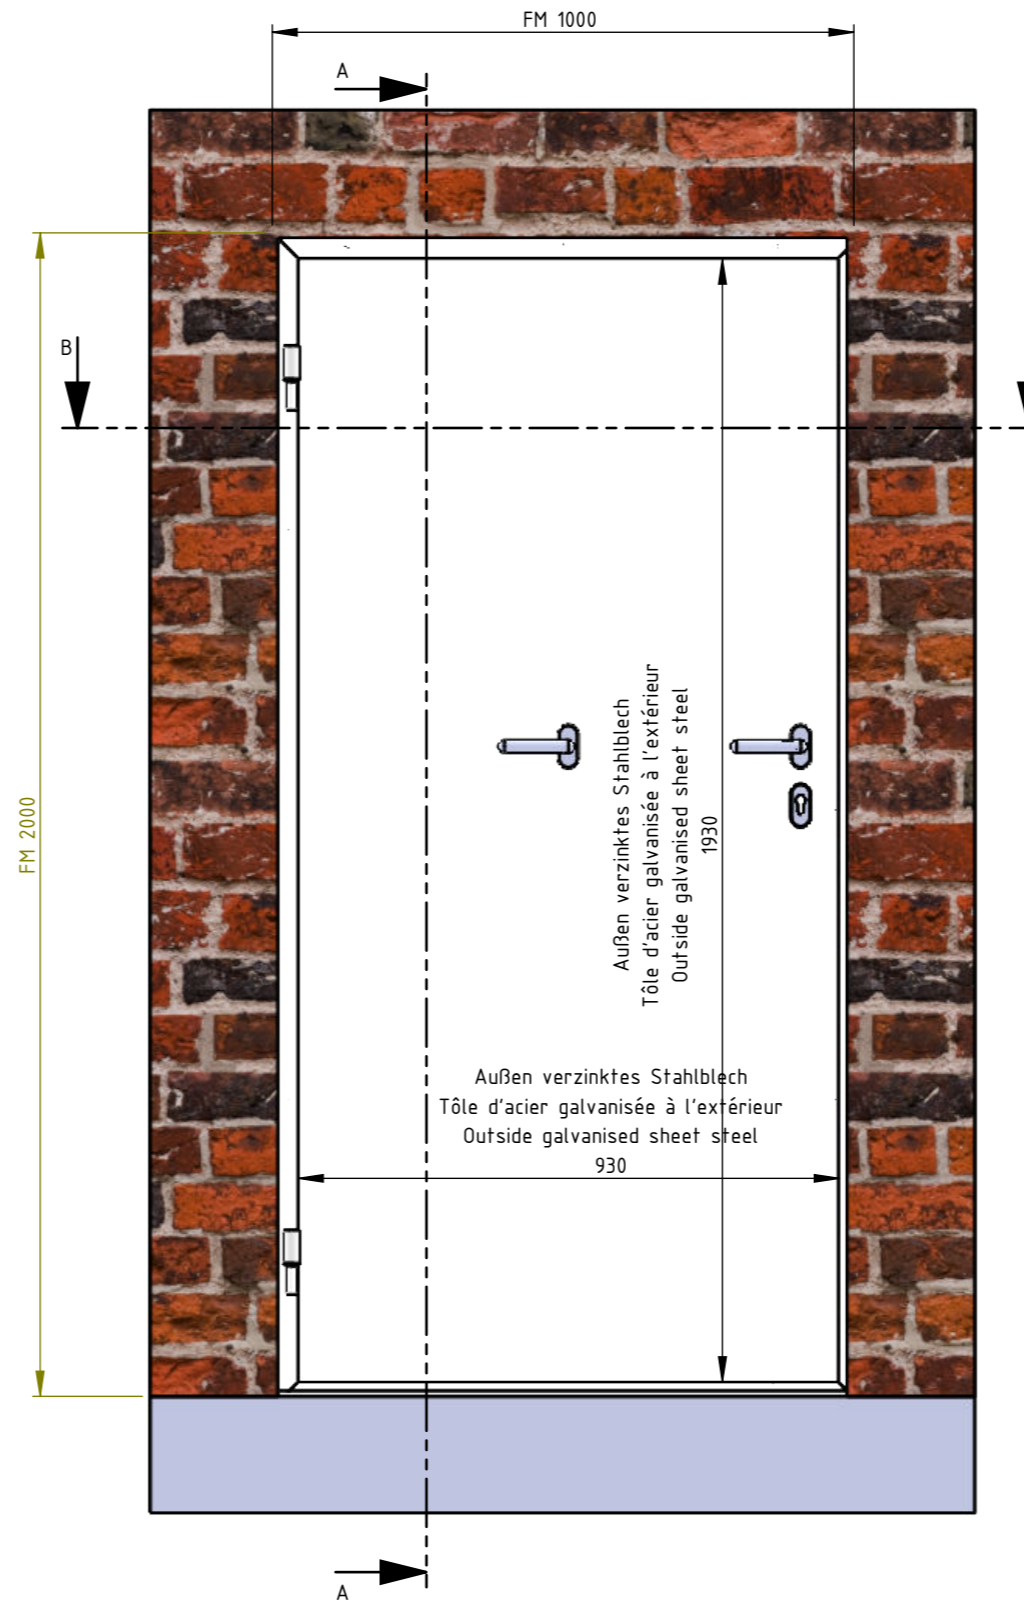 FM 1000
A
B
FM 2000
Außen verzinktes Stahlblech
Tôle d'acier galvanisée à l'extérieur
Outside galvanised sheet steel
1930
Außen verzinktes Stahlblech
Tôle d'acier galvanisée à l'extérieur
Outside galvanised sheet steel
930
A